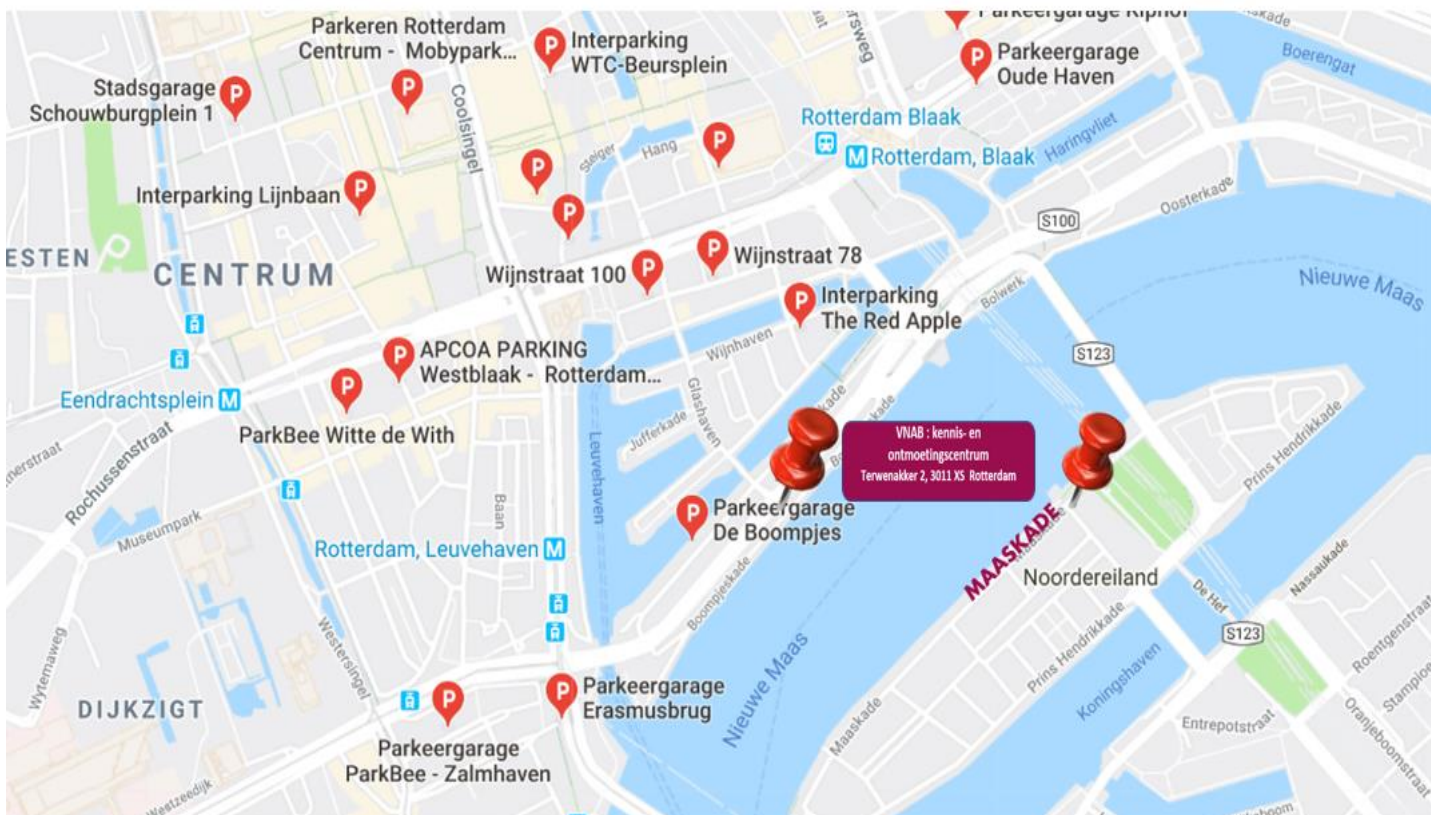 Parkeergarage Kiphof
Parkeren Rotterdam
Centrum - Mobypark...
Interparking
WTC-Beursplein
Parkeergarage
Oude Haven
Boerengat
Stadsgarage
Schouwburgplein 1
Coolsingel
Steiger
Hang
Rotterdam Blaak
Rotterdam, Blaak
Haringvliet
Interparking Lijnbaan
Oosterkade
S100
ESTEN
CENTRUM
Wijnstraat 100
Wijnstraat 78
Nieuwe Maas
Interparking
The Red Apple
Bolwerk
Wijnhaven
S123
APCOA PARKING
Westblaak - Rotterdam...
Eendrachtsplein
Glashaven
Jufferkade
ParkBee Witte de With
Leuvehaven
VNAB : kennis- en
ontmoetingscentrum
Terwenakker 2, 3011 XS Rotterdam
Prins Hendrikkade
Rochussenstraat
Museumpark
Baan
Parkeergarage
De Boompjes
MAASKADE
Rotterdam, Leuvehaven
Noordereiland
Nassaukade
De Hef
Boompjeskade
S123
Roentgenstraat
Wytemaweg
Westersingel
Nieuwe Maas
Prins Hendrikkade
Koningshaven
Maaskade
DIJKZIGT
Parkeergarage
Erasmusbrug
Entrepotstraat
Oranjeboomstraat
Parkeergarage
ParkBee - Zalmhaven
Westzeedijk